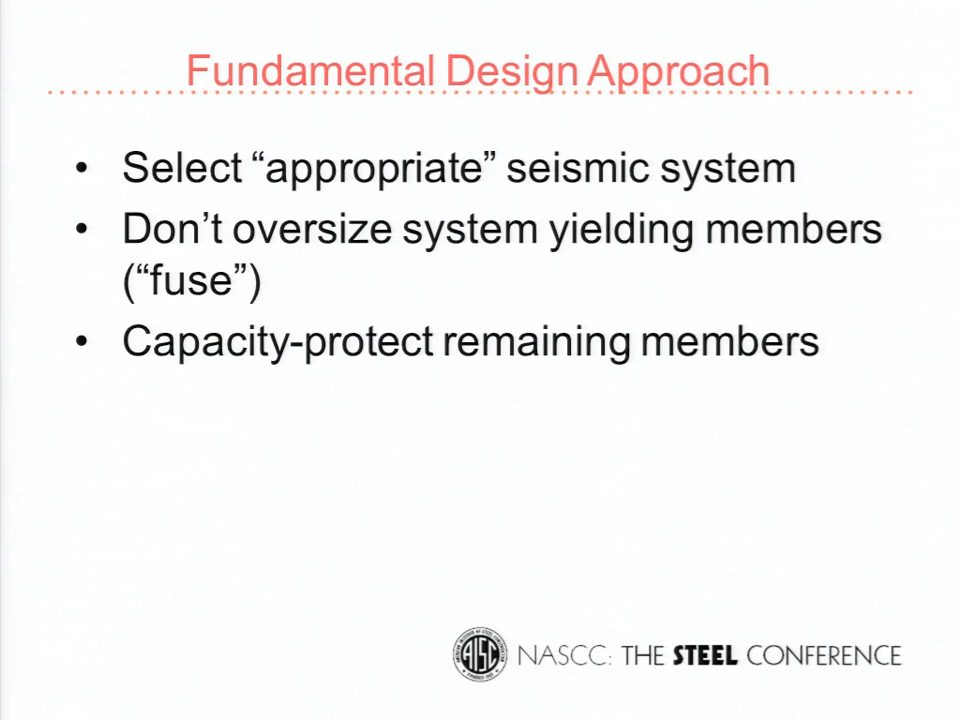 Fundamental Design Approach
• Select “appropriate” seismic system
• Don’t oversize system yielding members
(“fuse”)
• Capacity-protect remaining members
AISC
NASCC: THE STEEL CONFERENCE